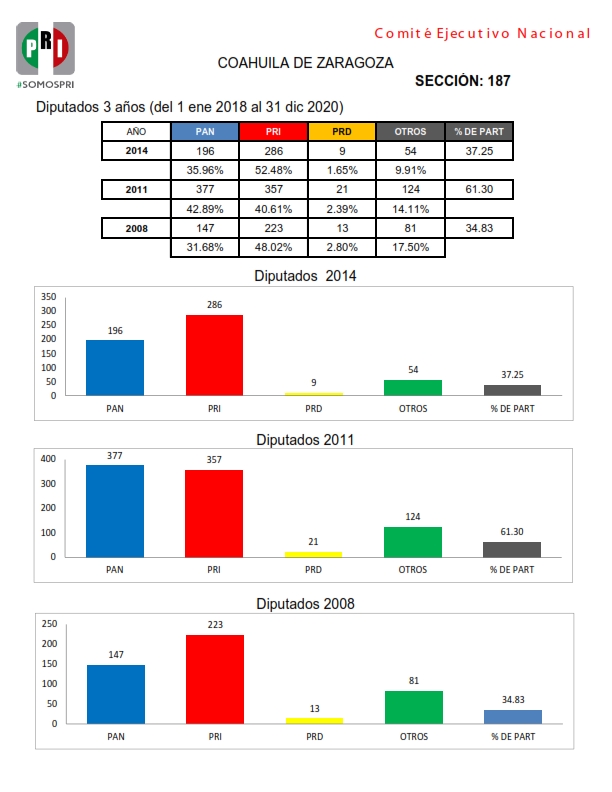 Comité Ejecutivo Nacional
PRI
#SOMOSPRI
COAHUILA DE ZARAGOZA
SECCIÓN: 187
Diputados 3 años (del 1 ene 2018 al 31 dic 2020)
AÑO PAN PRI PRD OTROS % DE PART
2014 196 286 9 54 37.25
35.96% 52.48% 1.65% 9.91%
2011 377 357 21 124 61.30
42.89% 40.61% 2.39% 14.11%
2008 147 223 13 81 34.83
31.68% 48.02% 2.80% 17.50%
Diputados 2014
350
300
250
200
150
100
50
0
196
286
9
54
37.25
PAN PRI PRD OTROS % DE PART
Diputados 2011
400
300
200
100
0
377
357
21
124
61.30
PAN PRI PRD OTROS % DE PART
Diputados 2008
250
200
150
100
50
0
147
223
13
81
34.83
PAN PRI PRD OTROS % DE PART